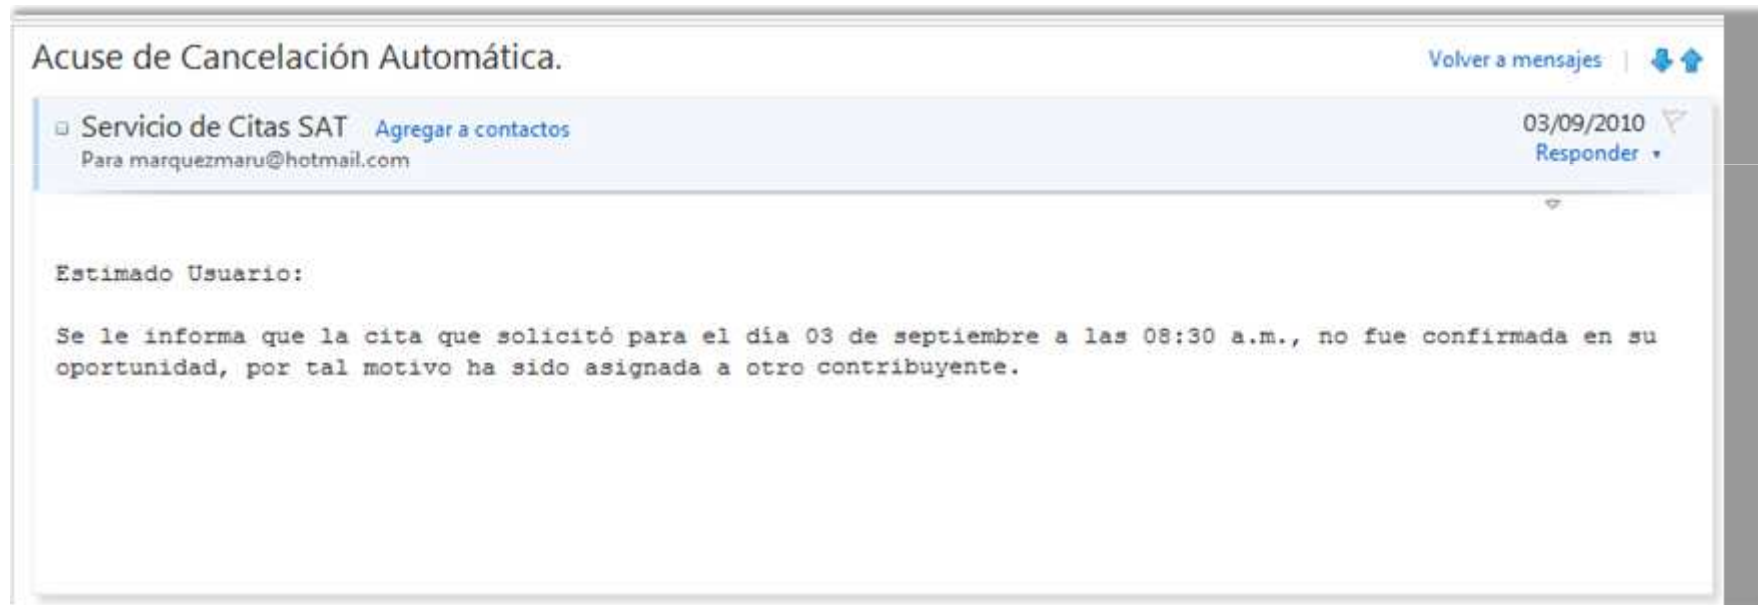 Acuse de Cancelación Automática.
Volver a mensajes
Servicio de Citas SAT Agregar a contactos
03/09/2010
Para marquezmaru@hotmail.com
Responder
Estimado Usuario:
Se le informa que la cita que solicitó para el día 03 de septiembre a las 08:30 a.m., no fue confirmada en su
oportunidad, por tal motivo ha sido asignada a otro contribuyente.